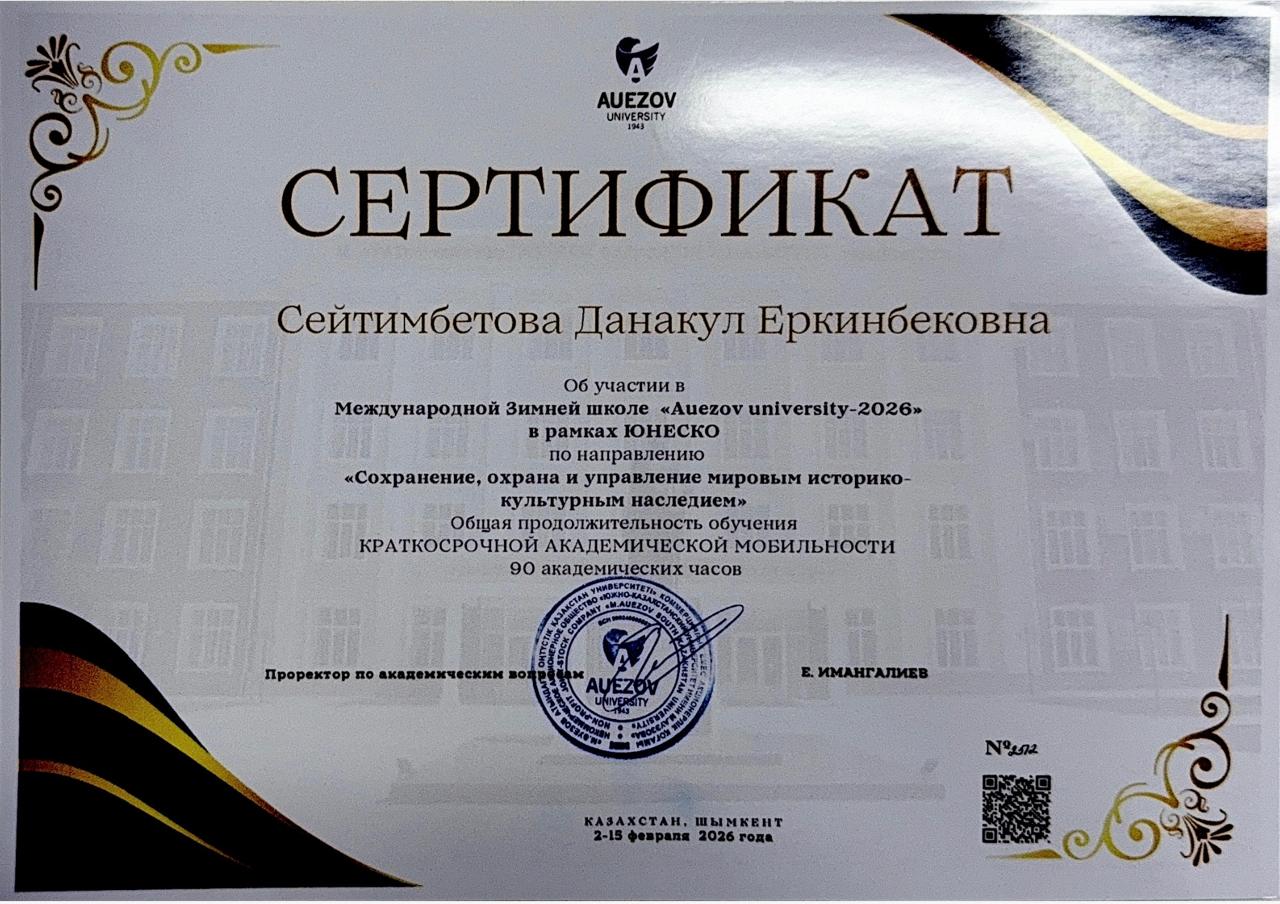 AUEZOV
UNIVERSITY
1943
СЕРТИФИКАТ
Сейтимбетова Данакул Еркинбековна
Об участии в
Международной Зимней школе «Auezov university-2026»
в рамках ЮНЕСКО
по направлению
«Сохранение, охрана и управление мировым историко-
культурным наследием»
Общая продолжительность обучения
КРАТКОСРОЧНОЙ АКАДЕМИЧЕСКОЙ МОБИЛЬНОСТИ
90 академических часов
Проректор по академическим вопросам
Е. ИМАНГАЛИЕВ
AUEZOV
UNIVERSITY
1943
№
КАЗАХСТАН, ШЫМКЕНТ
2-15 февраля 2026 года